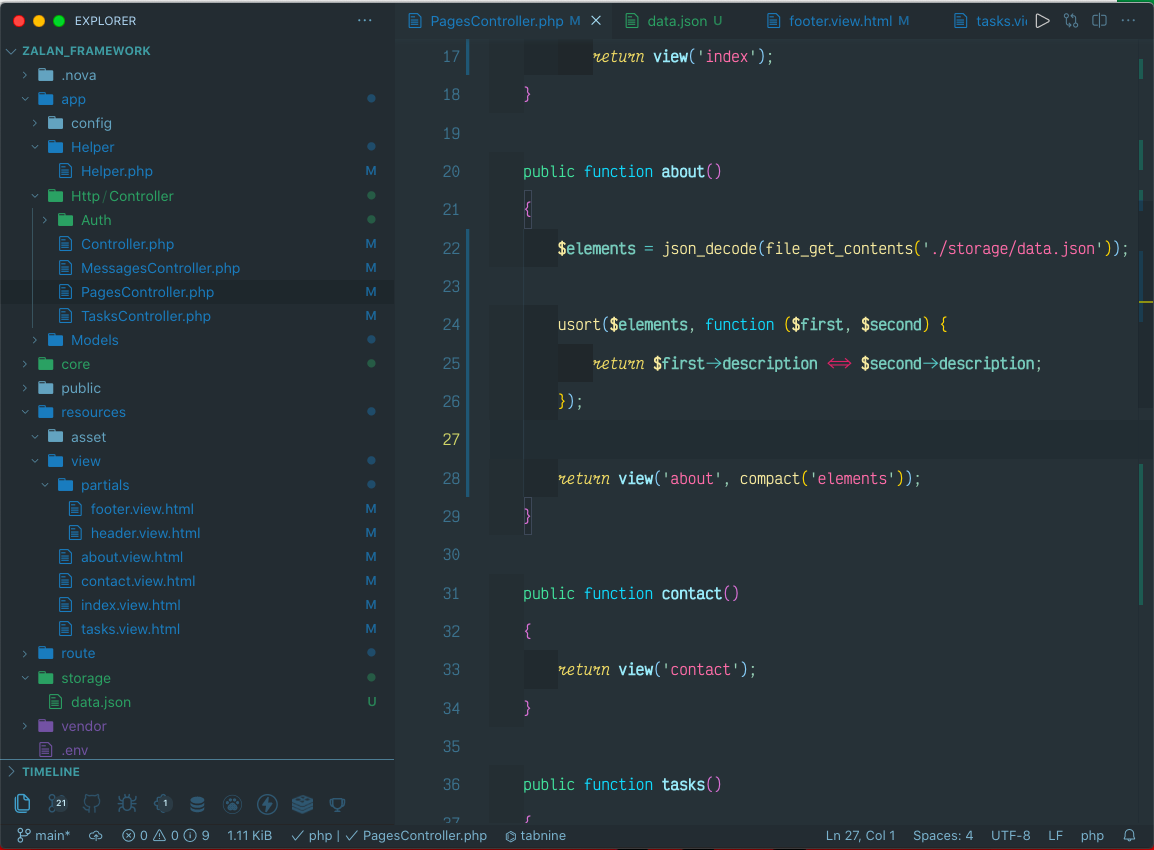 EXPLORER
···
ZALAN_FRAMEWORK
.nova
app
config
Helper
Helper.php M
Http / Controller
Auth
Controller.php M
MessagesController.php M
PagesController.php M
TasksController.php M
Models
core
public
resources
asset
view
partials
footer.view.html M
header.view.html M
about.view.html M
contact.view.html M
index.view.html M
tasks.view.html M
route
storage
data.json U
vendor
.env
TIMELINE
21
1
PagesController.php M
data.json U
footer.view.html M
tasks.vi
···
17 return view('index');
18 }
19
20 public function about()
21 {
22 $elements = json_decode(file_get_contents('./storage/data.json'));
23
24 usort($elements, function ($first, $second) {
25 return $first->description <=> $second->description;
26 });
27
28 return view('about', compact('elements'));
29 }
30
31 public function contact()
32 {
33 return view('contact');
34 }
35
36 public function tasks()
37 {
main* 0 0 9 1.11 KiB php | PagesController.php tabnine Ln 27, Col 1 Spaces: 4 UTF-8 LF php